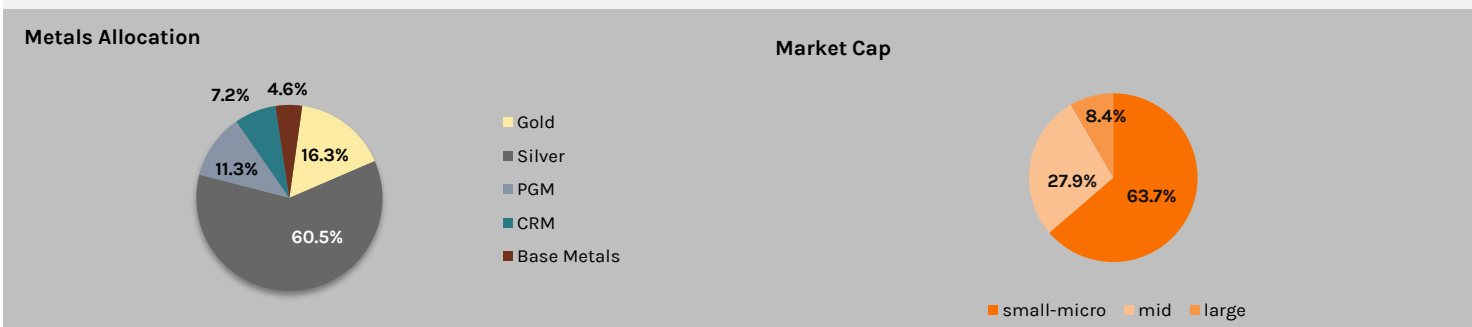 Metals Allocation
7.2%
4.6%
16.3%
11.3%
60.5%
Gold
Silver
PGM
CRM
Base Metals
Market Cap
8.4%
27.9%
63.7%
small-micro mid large